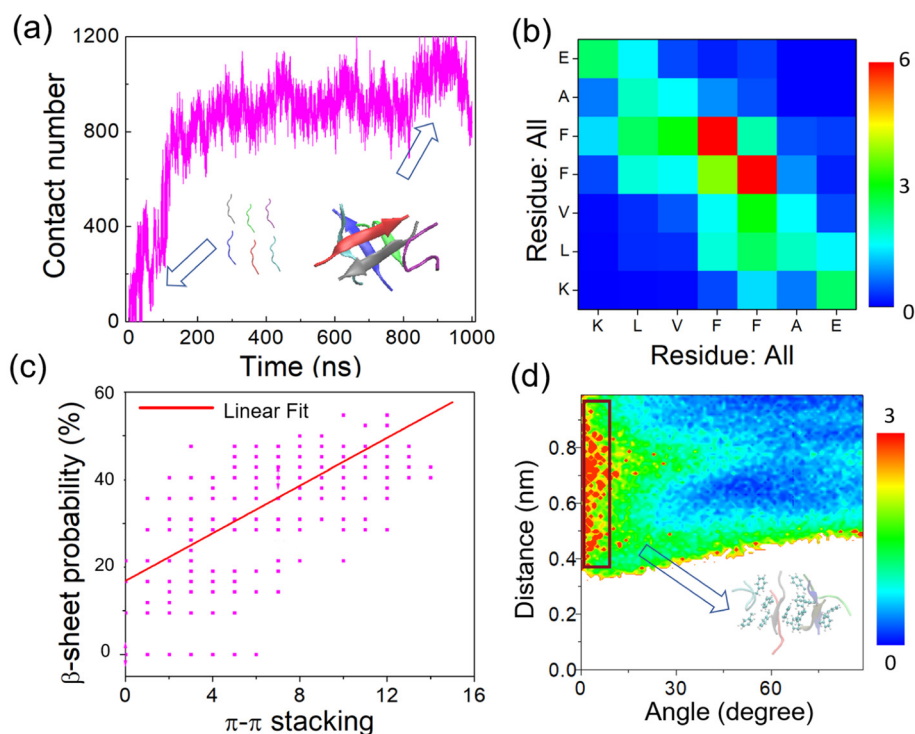 (a)
1200
800
400
0
Contact number
0 200 400 600 800 1000
Time (ns)
(b)
E
A
F
F
V
L
K
Residue: All
K L V F F A E
Residue: All
6
3
0
(c)
60
40
20
0
β-sheet probability (%)
Linear Fit
0 4 8 12 16
π-π stacking
(d)
0.8
0.6
0.4
0.2
0.0
Distance (nm)
0 30 60
Angle (degree)
3
0